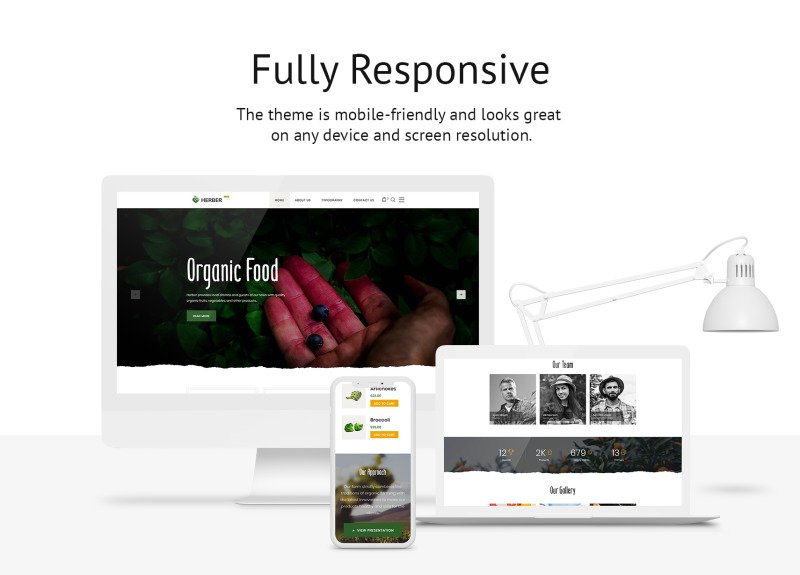 Fully Responsive
The theme is mobile-friendly and looks great
on any device and screen resolution.
HERBER
HOME
ABOUT US
TYPOGRAPHY
CONTACT US
Organic Food
READ MORE
Artichokes
ADD TO CART
Broccoli
ADD TO CART
Our Approach
+ VIEW PRESENTATION
Our Team
12
2K
679
13
Our Gallery